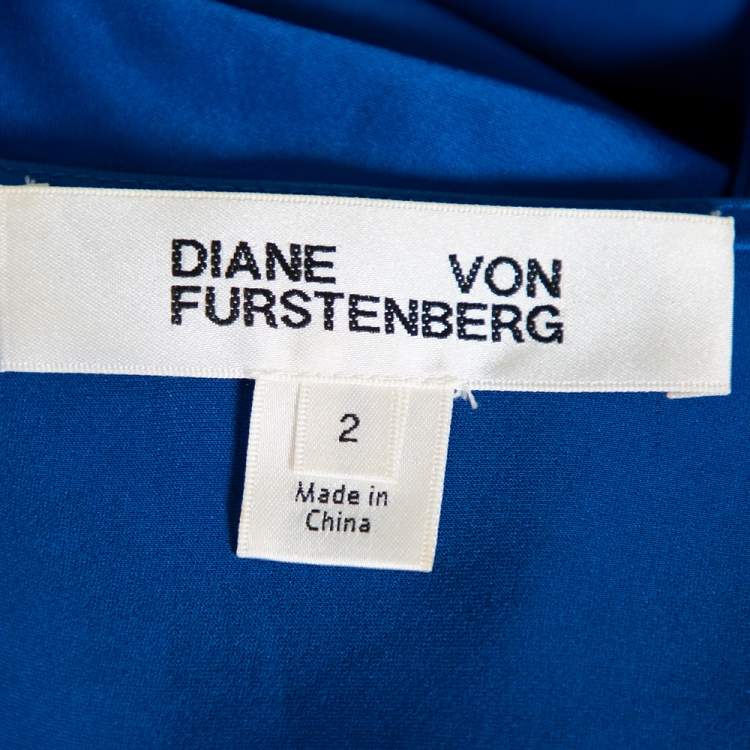 DIANE VON
FURSTENBERG
2
Made in
China